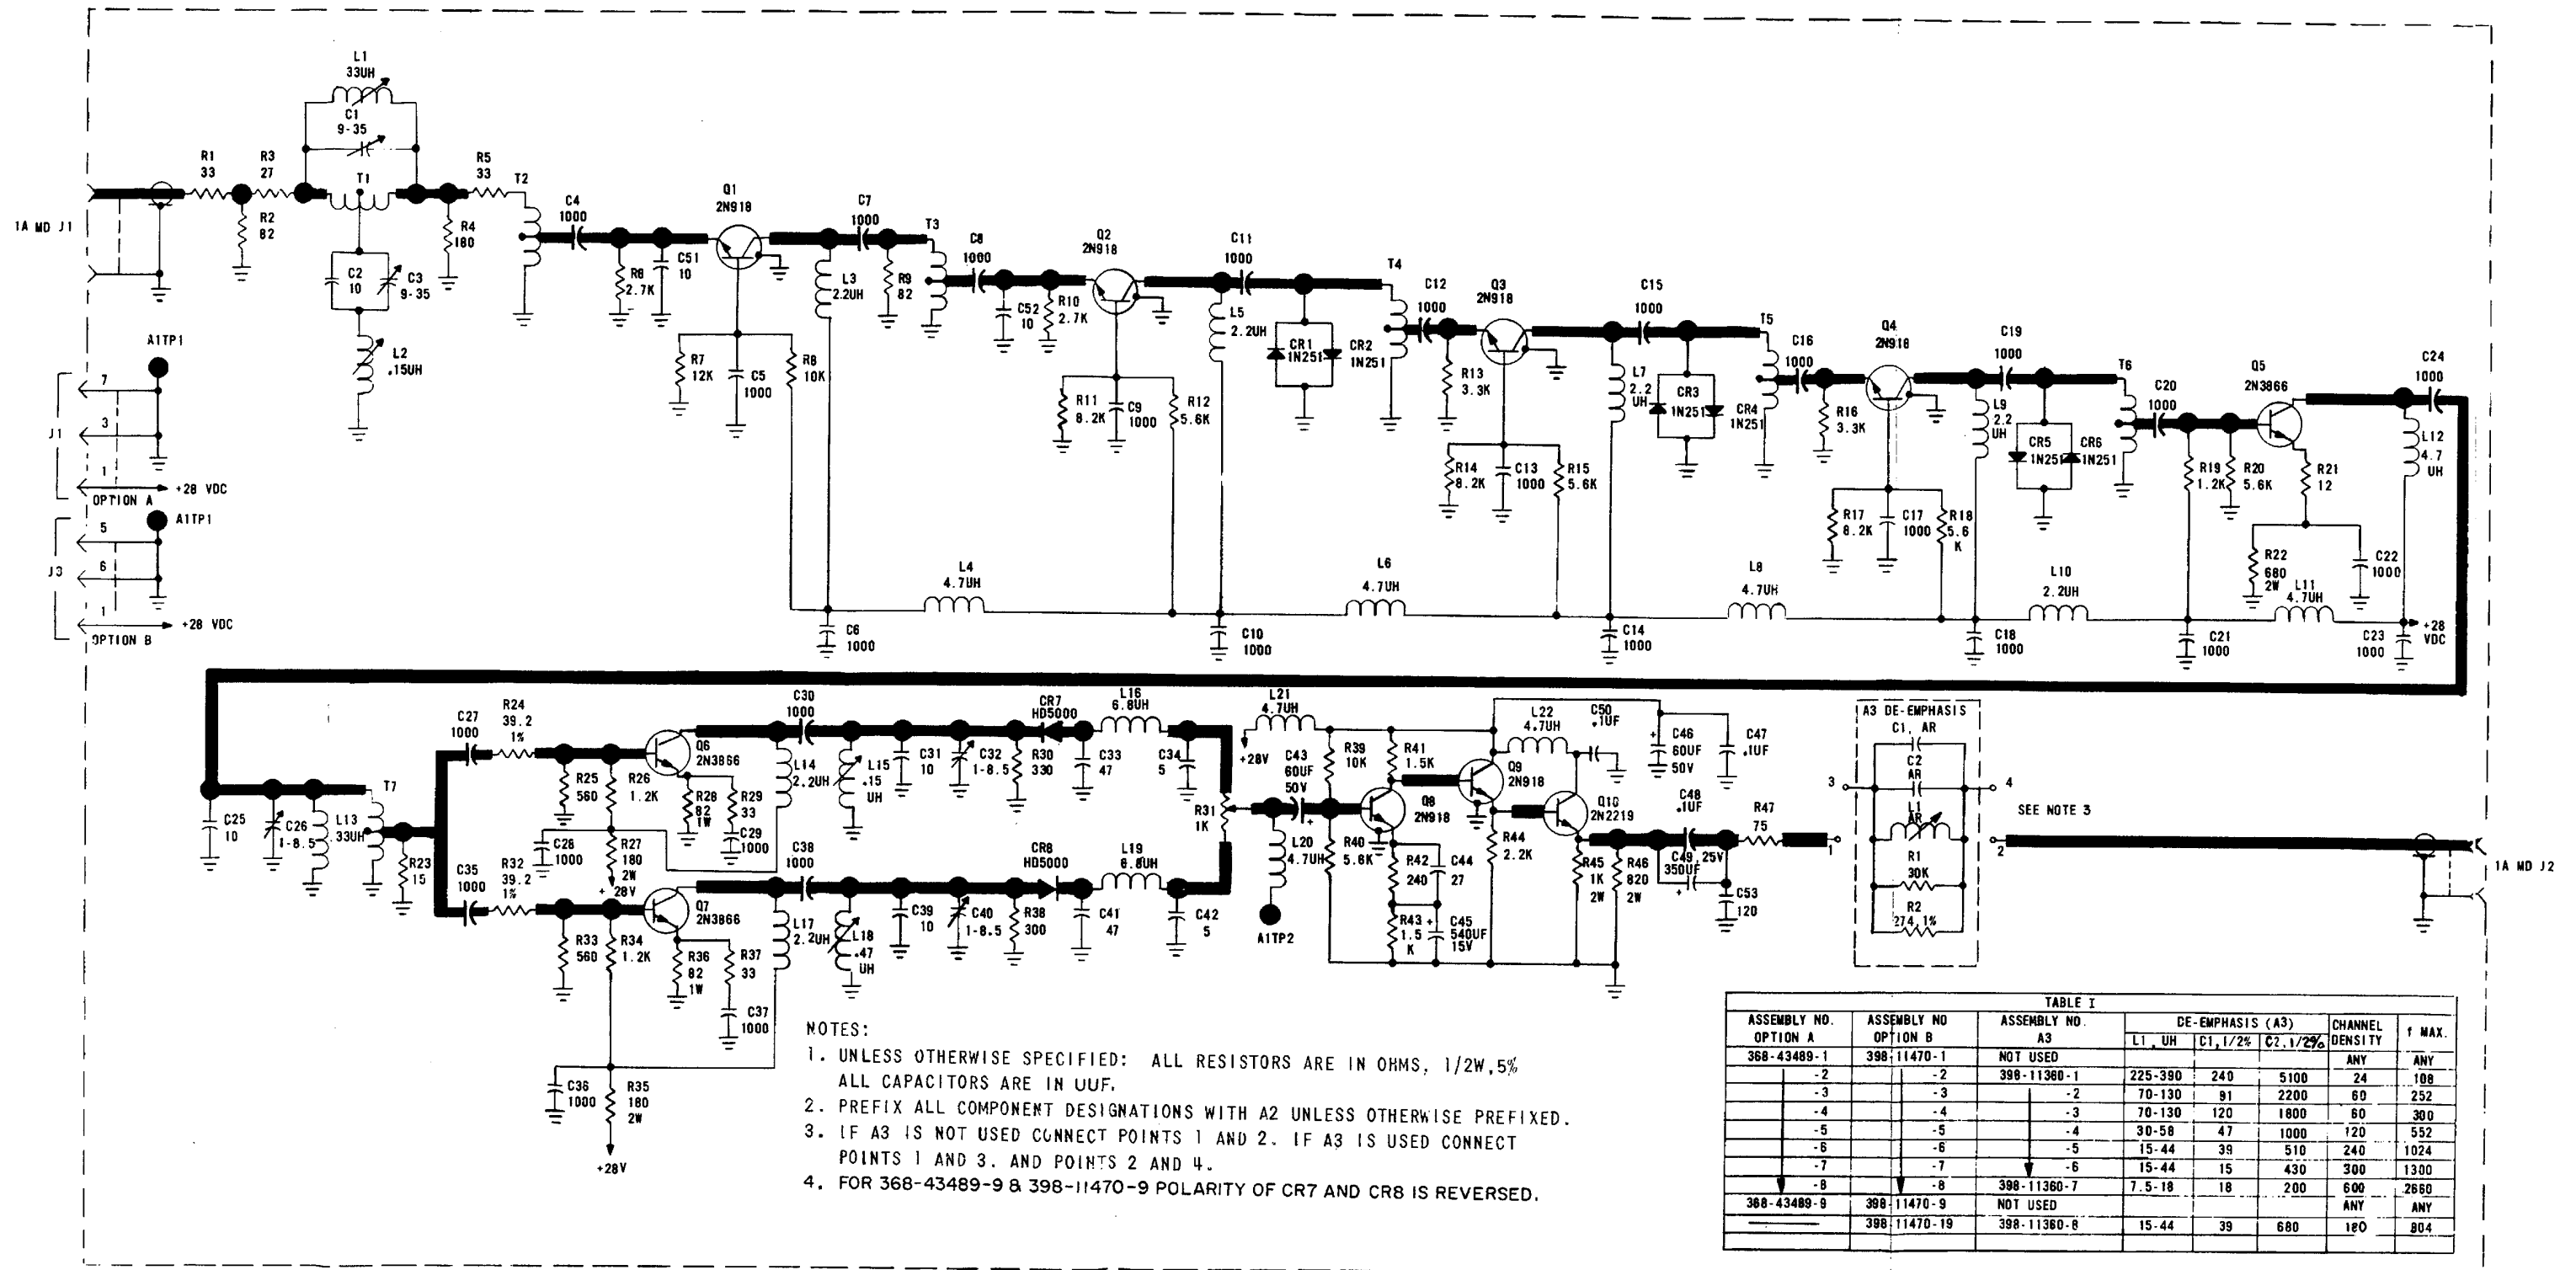 L1
33UH
C1
9-35
R1
33
R3
27
T1
R5
33
T2
R2
82
R4
180
1A MD J1
C2
10
C3
9-35
L2
.15UH
C4
1000
Q1
2N918
C7
1000
T3
R6
2.7K
C51
10
L3
2.2UH
R9
82
C8
1000
Q2
2N918
C11
1000
T4
R7
12K
C5
1000
R8
10K
C52
10
R10
2.7K
L5
2.2UH
CR1
1N251
CR2
1N251
C12
1000
Q3
2N918
C15
1000
T5
R11
8.2K
C9
1000
R12
5.6K
R13
3.3K
L7
2.2
UH
CR3
1N251
CR4
1N251
C16
1000
Q4
2N918
C19
1000
T6
R14
8.2K
C13
1000
R15
5.6K
R16
3.3K
L9
2.2
UH
CR5
1N251
CR6
1N251
C20
1000
Q5
2N3866
C24
1000
R17
8.2K
C17
1000
R18
5.6
K
R19
1.2K
R20
5.6K
R21
12
L12
4.7
UH
R22
680
2W
C22
1000
A1TP1
7
J1
3
1
+28 VDC
OPTION A
A1TP1
5
J3
6
1
+28 VDC
OPTION B
L4
4.7UH
L6
4.7UH
L8
4.7UH
L10
2.2UH
L11
4.7UH
C6
1000
C10
1000
C14
1000
C18
1000
C21
1000
C23
1000
+28
VDC
C25
10
C26
1-8.5
L13
.33UH
T7
R23
15
C27
1000
R24
39.2
1%
R25
560
R26
1.2K
Q6
2N3866
R28
82
1W
R29
33
C29
1000
C28
1000
R27
180
2W
+
28V
C30
1000
L14
2.2UH
L15
.15
UH
C31
10
C32
1-8.5
R30
330
CR7
HD5000
C33
47
L16
6.8UH
C34
5
C35
1000
R32
39.2
1%
R33
560
R34
1.2K
Q7
2N3866
R36
82
1W
R37
33
C37
1000
C36
1000
R35
180
2W
+28V
C38
1000
L17
2.2UH
L18
.47
UH
C39
10
C40
1-8.5
R38
300
CR8
HD5000
C41
47
L19
6.8UH
C42
5
R31
1K
L21
4.7UH
+28V
C43
60UF
50V
+
L20
4.7UH
A1TP2
R39
10K
R40
5.6K
R41
1.5K
Q8
2N918
R42
240
C44
27
R43
1.5
K
+
C45
540UF
15V
Q9
2N918
R44
2.2K
L22
4.7UH
C50
.1UF
Q10
2N2219
R45
1K
2W
R46
820
2W
+
C46
60UF
50V
C47
.1UF
C48
.1UF
C49, 25V
350UF
+
C53
120
R47
75
1
A3 DE-EMPHASIS
C1, AR
C2
AR
L1
AR
R1
30K
R2
274,1%
3
4
SEE NOTE 3
2
1A MD J2
NOTES:
1. UNLESS OTHERWISE SPECIFIED: ALL RESISTORS ARE IN OHMS, 1/2W,5%
ALL CAPACITORS ARE IN UUF.
2. PREFIX ALL COMPONENT DESIGNATIONS WITH A2 UNLESS OTHERWISE PREFIXED.
3. IF A3 IS NOT USED CONNECT POINTS 1 AND 2. IF A3 IS USED CONNECT
POINTS 1 AND 3. AND POINTS 2 AND 4.
4. FOR 368-43489-9 & 398-11470-9 POLARITY OF CR7 AND CR8 IS REVERSED.
TABLE I
ASSEMBLY NO. OPTION A ASSEMBLY NO OPTION B ASSEMBLY NO. A3 DE-EMPHASIS (A3) CHANNEL DENSITY f MAX.
L1, UH C1,1/2% C2,1/2%
368-43489-1 398-11470-1 NOT USED ANY ANY
-2 -2 398-11360-1 225-390 240 5100 24 108
-3 -3 -2 70-130 91 2200 60 252
-4 -4 -3 70-130 120 1800 60 300
-5 -5 -4 30-58 47 1000 120 552
-6 -6 -5 15-44 39 510 240 1024
-7 -7 -6 15-44 15 430 300 1300
-8 -8 398-11360-7 7.5-18 18 200 600 2660
368-43489-9 398-11470-9 NOT USED ANY ANY
398-11470-19 398-11360-8 15-44 39 680 180 804